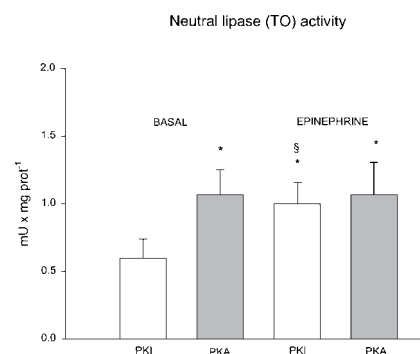 Neutral lipase (TO) activity
2.0
BASAL
EPINEPHRINE
1.5
*
§
*
*
1.0
mU x mg prot⁻¹
0.5
0.0
PKI
PKA
PKI
PKA